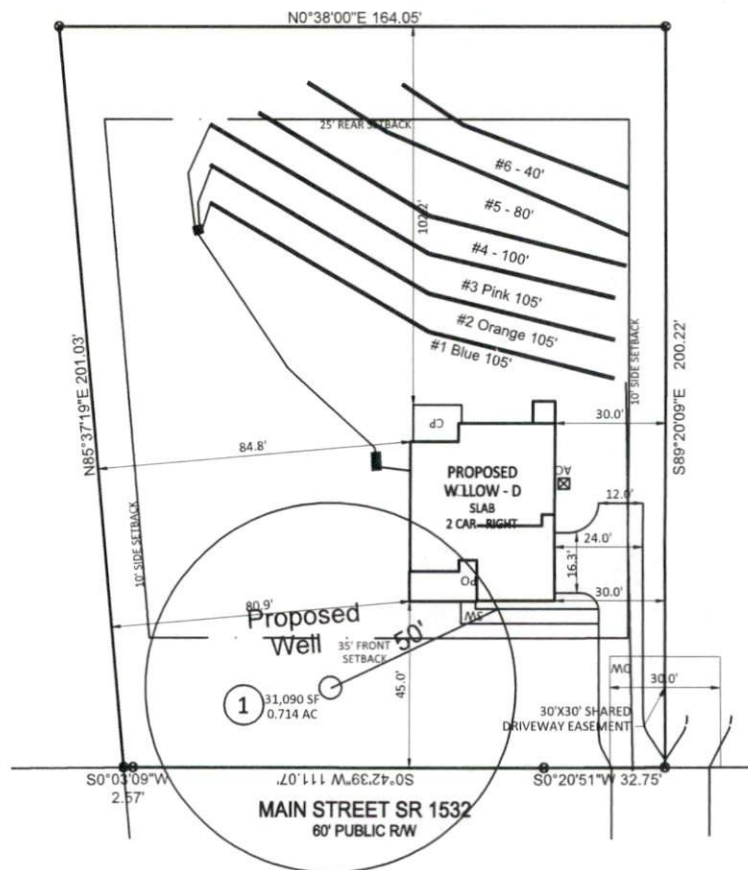 N0°38'00"E 164.05'
25' REAR SETBACK
#6 - 40'
#5 - 80'
102.2'
#4 - 100'
#3 Pink 105'
#2 Orange 105'
#1 Blue 105'
10' SIDE SETBACK
S89°20'09"E 200.22'
N85°37'19"E 201.03'
CP
30.0'
84.8'
PROPOSED
WILLOW - D
SLAB
2 CAR - RIGHT
AC
12.0'
24.0'
16.3'
10' SIDE SETBACK
PO
80.9'
30.0'
SW
Proposed
Well
35' FRONT
SETBACK
50'
45.0'
DW
30.0'
1
31,090 SF
0.714 AC
30'X30' SHARED
DRIVEWAY EASEMENT
S0°03'09"W
2.57'
S0°42'39"W 111.07'
S0°20'51"W 32.75'
MAIN STREET SR 1532
60' PUBLIC R/W